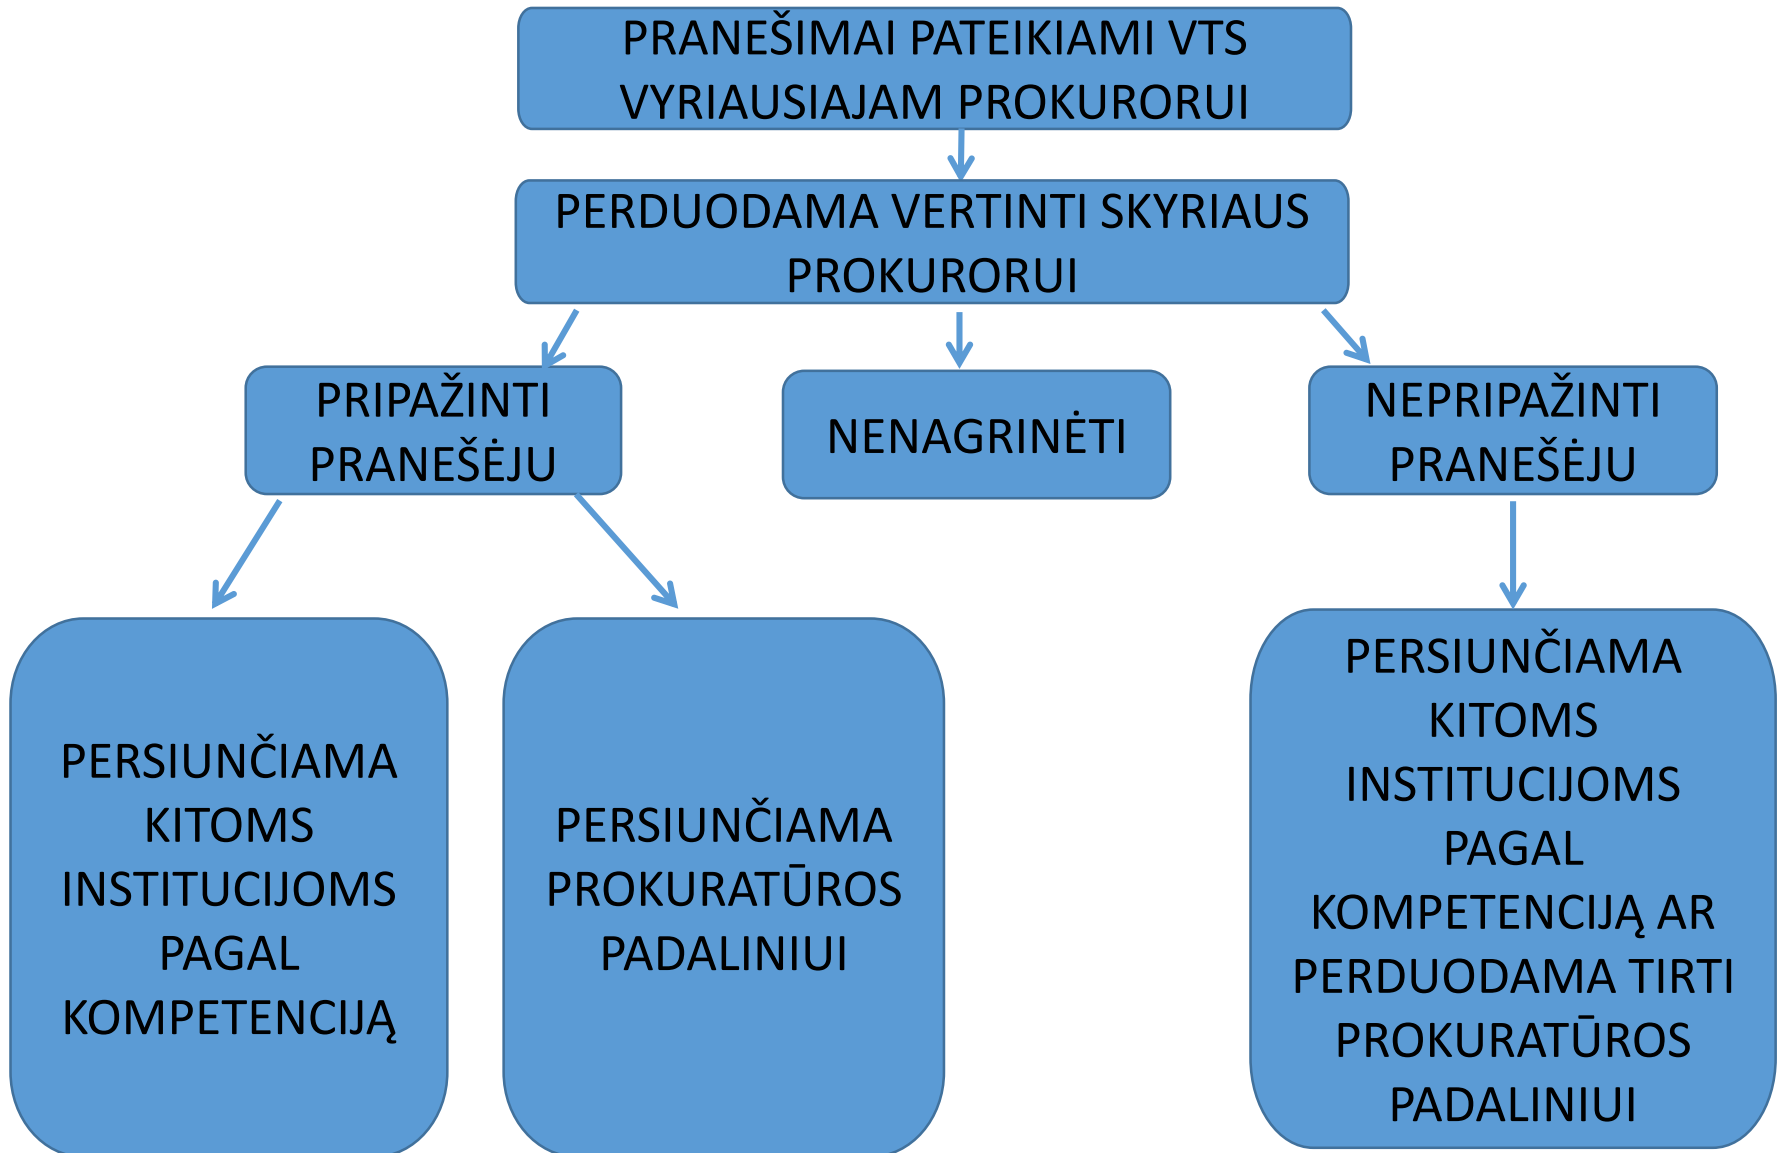 PRANEŠIMAI PATEIKIAMI VTS
VYRIAUSIAJAM PROKURORUI
PERDUODAMA VERTINTI SKYRIAUS
PROKURORUI
PRIPAŽINTI
PRANEŠĖJU
NENAGRINĖTI
NEPRIPAŽINTI
PRANEŠĖJU
PERSIUNČIAMA
KITOMS
INSTITUCIJOMS
PAGAL
KOMPETENCIJĄ
PERSIUNČIAMA
PROKURATŪROS
PADALINIUI
PERSIUNČIAMA
KITOMS
INSTITUCIJOMS
PAGAL
KOMPETENCIJĄ AR
PERDUODAMA TIRTI
PROKURATŪROS
PADALINIUI